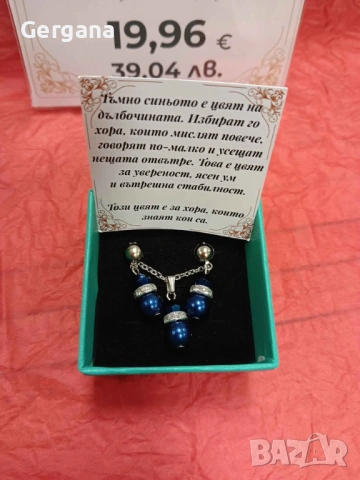 Gergana
19,96 €
39.04 лв.
Тъмно синьото е цвят на
дълбочината. Избират го
хора, които мислят повече,
говорят по-малко и усещат
нещата отвътре. Това е цвят
за увереност, ясен ум
и вътрешна стабилност.
Този цвят е за хора, които
знаят кои са.
BAZAR